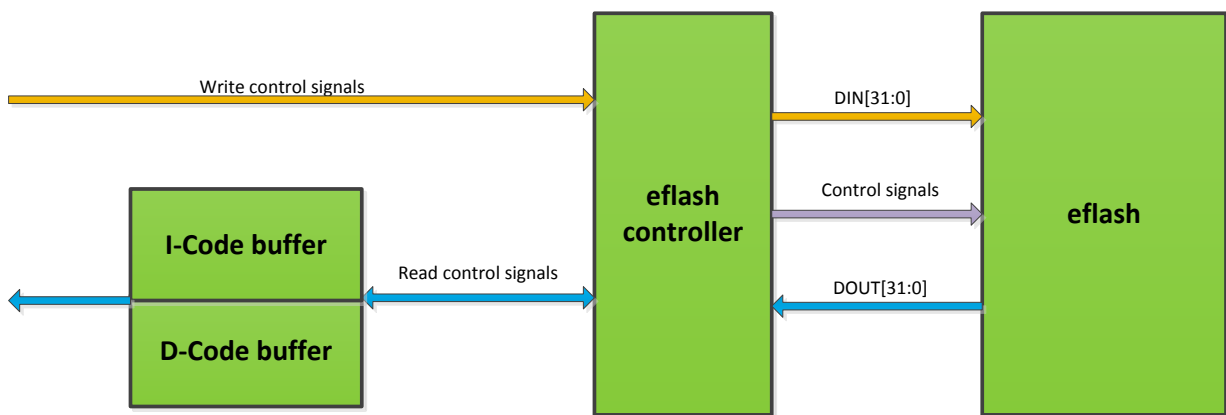 Write control signals
DIN[31:0]
I-Code buffer
D-Code buffer
Read control signals
eflash
controller
Control signals
eflash
DOUT[31:0]